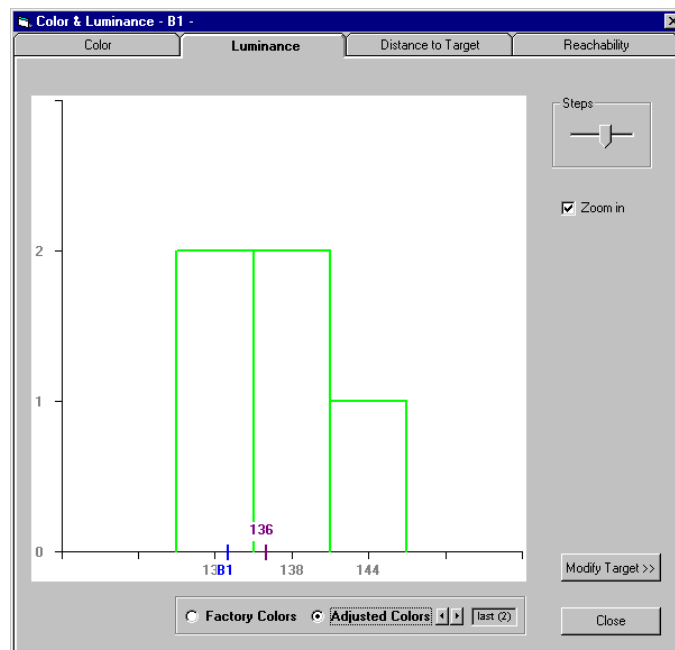 Color & Luminance - B1 -
Color Luminance Distance to Target Reachability
Steps
Zoom in
2
1
136
0
B1 138 144
Modify Target >>
Factory Colors Adjusted Colors last (2)
Close